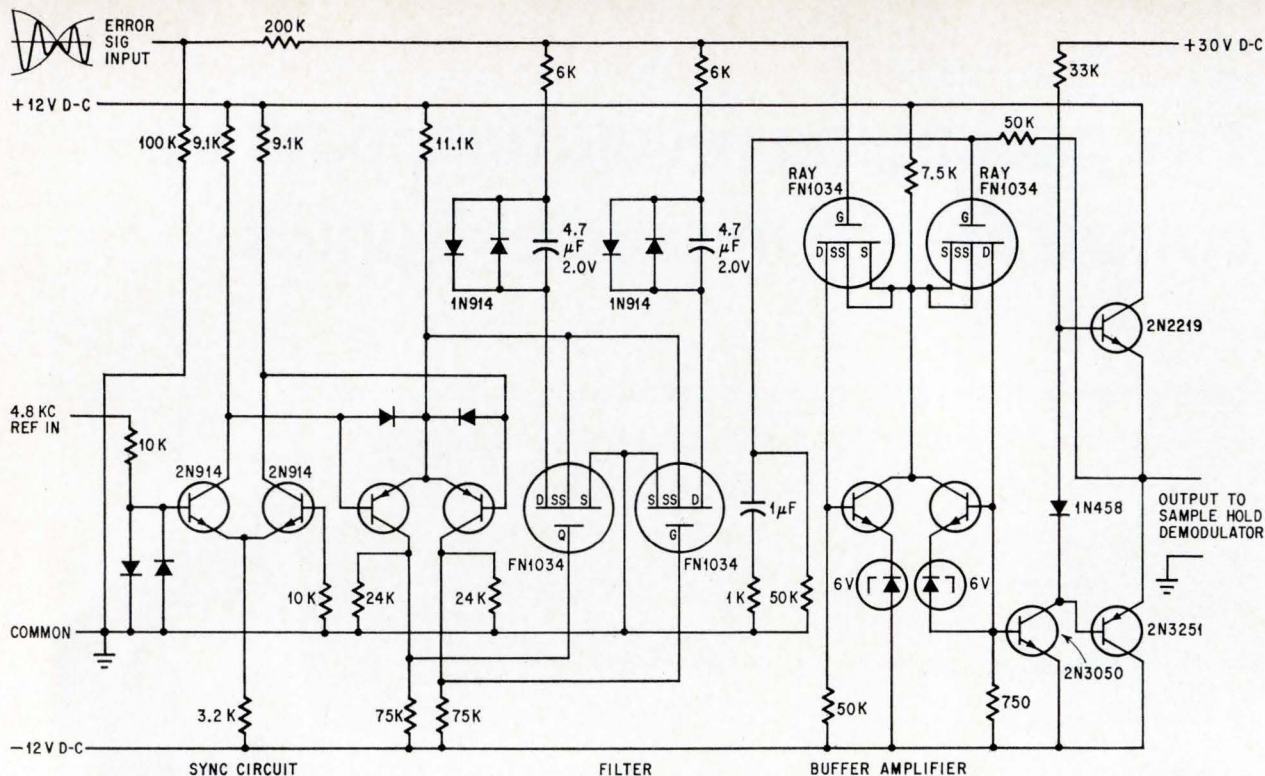 ERROR
SIG
INPUT
200K
6K
6K
33K
+30V D-C
+12V D-C
100K
9.1K
9.1K
11.1K
7.5K
50K
RAY
FN1034
RAY
FN1034
G
G
D SS S
S SS D
4.7
μF
2.0V
4.7
μF
2.0V
1N914
1N914
2N2219
4.8 KC
REF IN
10K
2N914
2N914
D SS S
Q
S SS D
G
FN1034
FN1034
1μF
1N458
OUTPUT TO
SAMPLE HOLD
DEMODULATOR
10K
24K
24K
1K
50K
6V
6V
COMMON
2N3251
2N3050
3.2K
75K
75K
50K
750
-12V D-C
SYNC CIRCUIT
FILTER
BUFFER AMPLIFIER